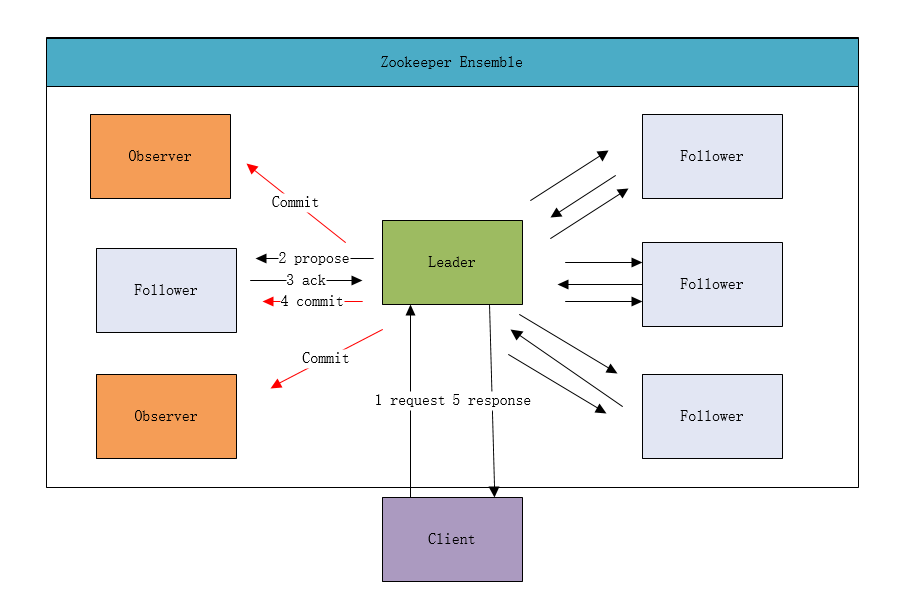 Zookeeper Ensemble
Observer
Follower
Commit
Leader
2 propose
3 ack
4 commit
Follower
Follower
Commit
Observer
1 request
5 response
Follower
Client